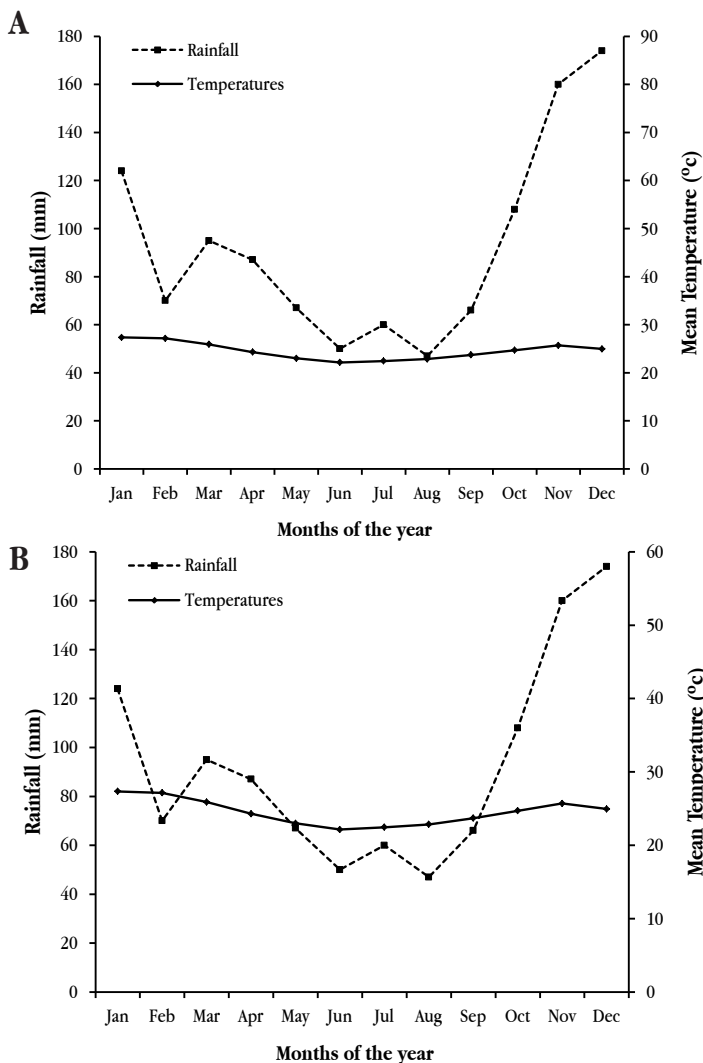 A
180
160
140
120
100
80
60
40
20
0
Rainfall (mm)
Rainfall
Temperatures
90
80
70
60
50
40
30
20
10
0
Mean Temperature (°c)
Jan Feb Mar Apr May Jun Jul Aug Sep Oct Nov Dec
Months of the year
B
180
160
140
120
100
80
60
40
20
0
Rainfall (mm)
Rainfall
Temperatures
60
50
40
30
20
10
0
Mean Temperature (°c)
Jan Feb Mar Apr May Jun Jul Aug Sep Oct Nov Dec
Months of the year